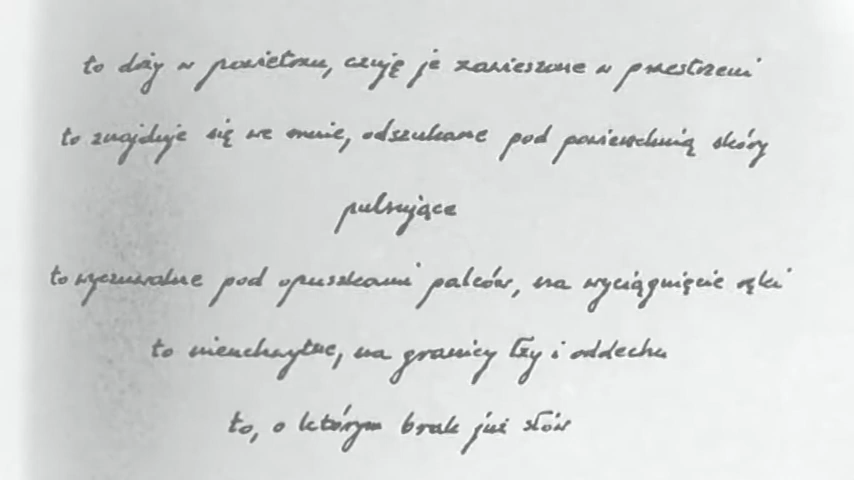 to drży w powietrzu, czuję je zawieszone w przestrzeni
to znajduje się we mnie, odszukane pod powierzchnią skóry
pulsujące
to wyczuwalne pod opuszkami palców, na wyciągnięcie ręki
to nieuchwytne, na granicy łzy i oddechu
to, o którym brak już słów